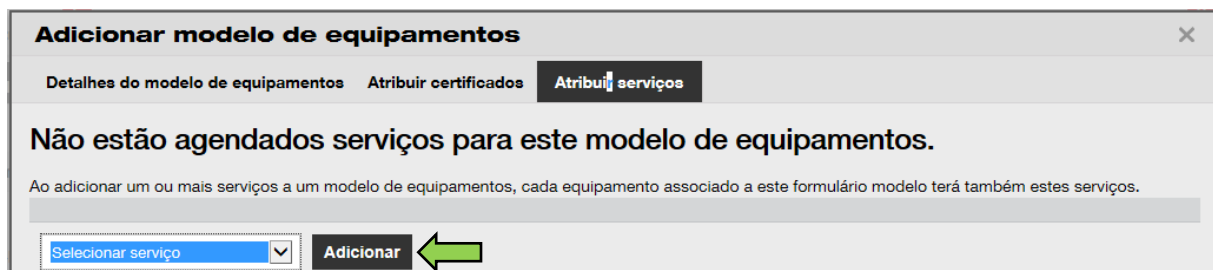 Adicionar modelo de equipamentos
Detalhes do modelo de equipamentos Atribuir certificados Atribuir serviços
Não estão agendados serviços para este modelo de equipamentos.
Ao adicionar um ou mais serviços a um modelo de equipamentos, cada equipamento associado a este formulário modelo terá também estes serviços.
Selecionar serviço Adicionar